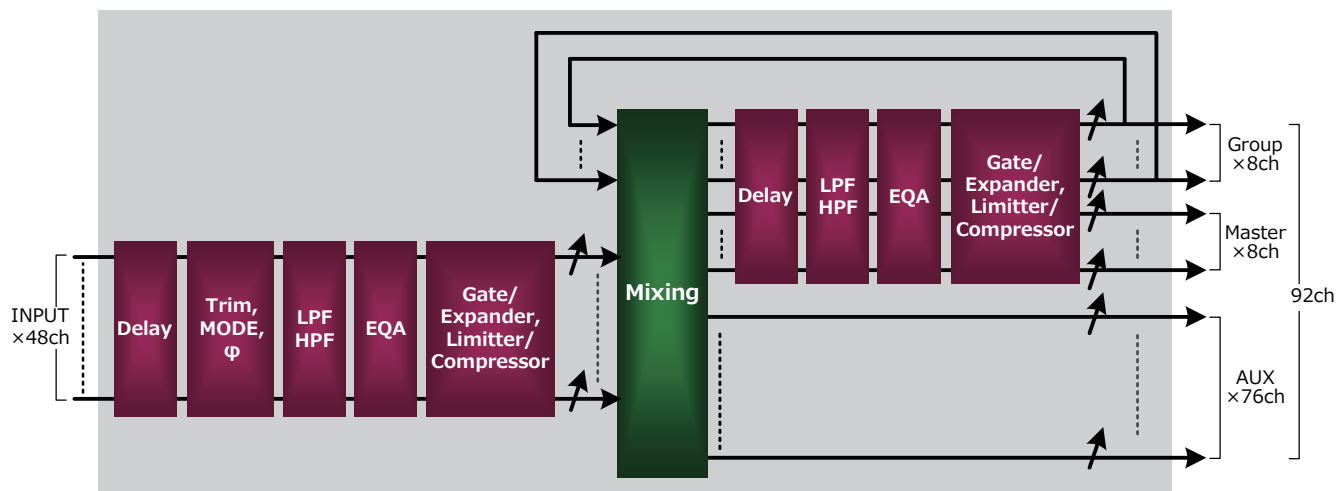 INPUT
×48ch
Delay
Trim,
MODE,
φ
LPF
HPF
EQA
Gate/
Expander,
Limitter/
Compressor
Mixing
Delay
LPF
HPF
EQA
Gate/
Expander,
Limitter/
Compressor
Group
×8ch
Master
×8ch
AUX
×76ch
92ch